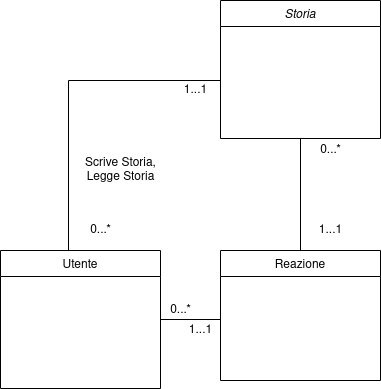 Storia
1...1
0...*
Scrive Storia,
Legge Storia
0...*
1...1
Utente
Reazione
0...*
1...1